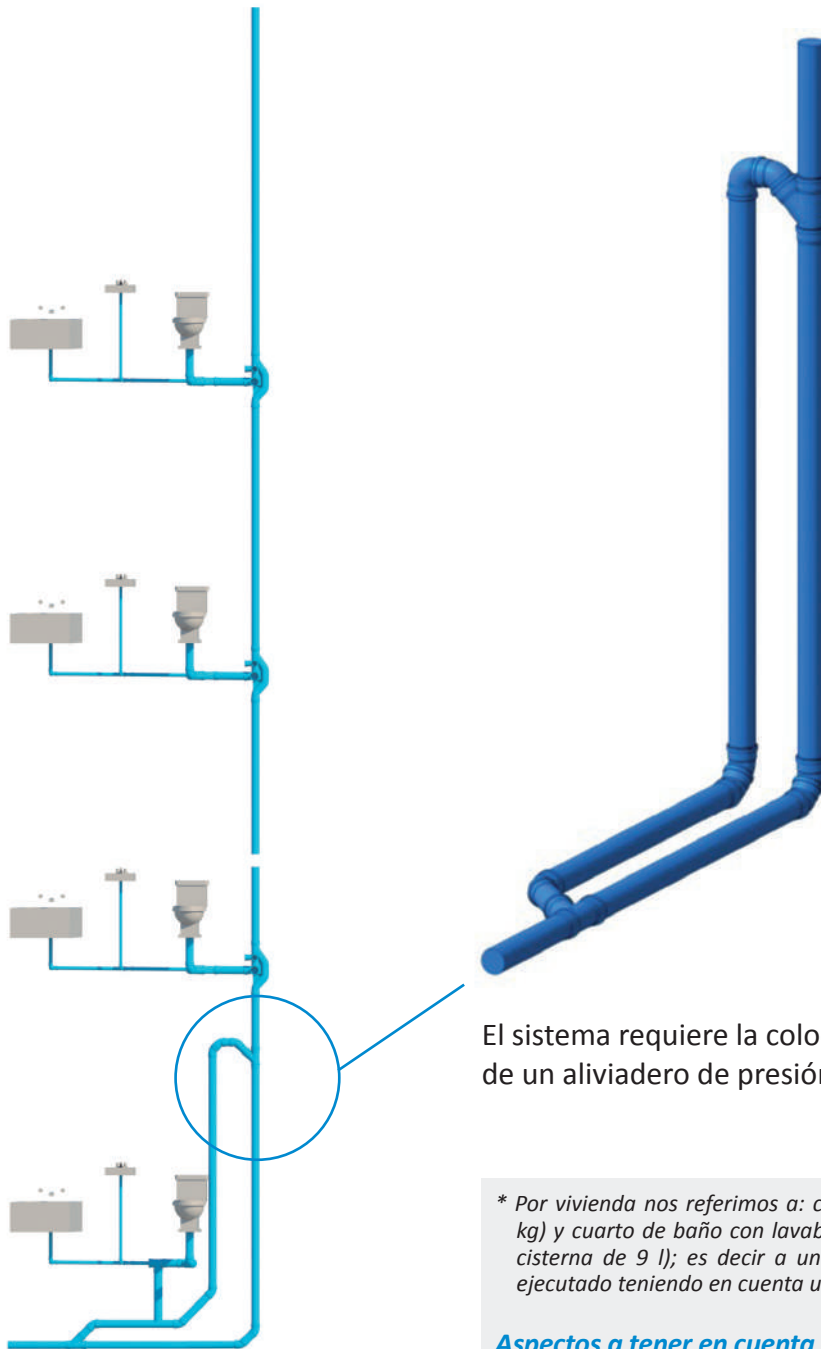 El sistema requiere la colo
de un aliviadero de presión
* Por vivienda nos referimos a: c
kg) y cuarto de baño con lavab
cisterna de 9 l); es decir a un
ejecutado teniendo en cuenta u
Aspectos a tener en cuenta